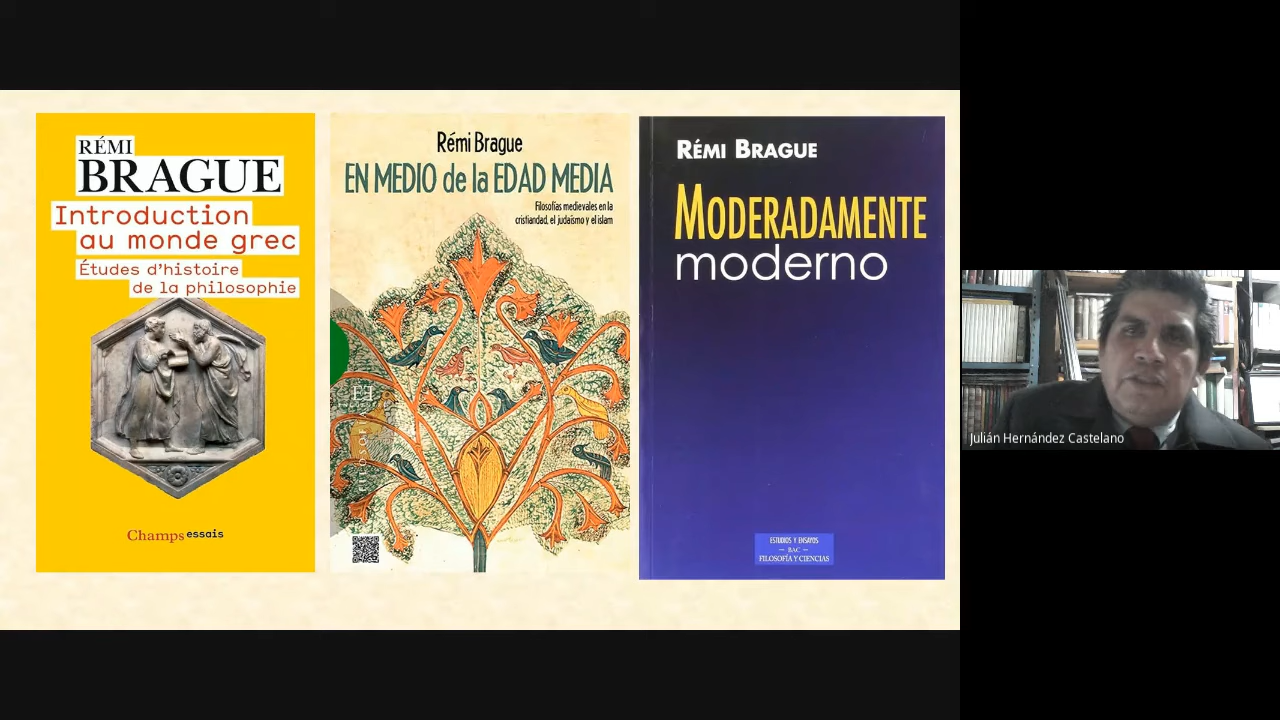 RÉMI
BRAGUE
Introduction
au monde grec
Études d'histoire
de la philosophie
Champs essais
Rémi Brague
EN MEDIO de la EDAD MEDIA
Filosofías medievales en la
cristiandad, el judaísmo y el islam
RÉMI BRAGUE
MODERADAMENTE
moderno
ESTUDIOS Y ENSAYOS
— BAC —
FILOSOFÍA Y CIENCIAS
Julián Hernández Castelano